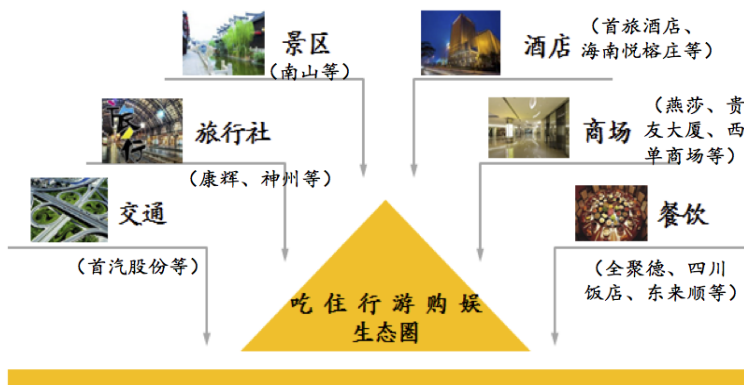 景区
（南山等）
酒店
（首旅酒店、
海南悦榕庄等）
旅行社
（康辉、神州等）
商场
（燕莎、贵
友大厦、西
单商场等）
交通
（首汽股份等）
餐饮
（全聚德、四川
饭店、东来顺等）
吃住行游购娱
生态圈